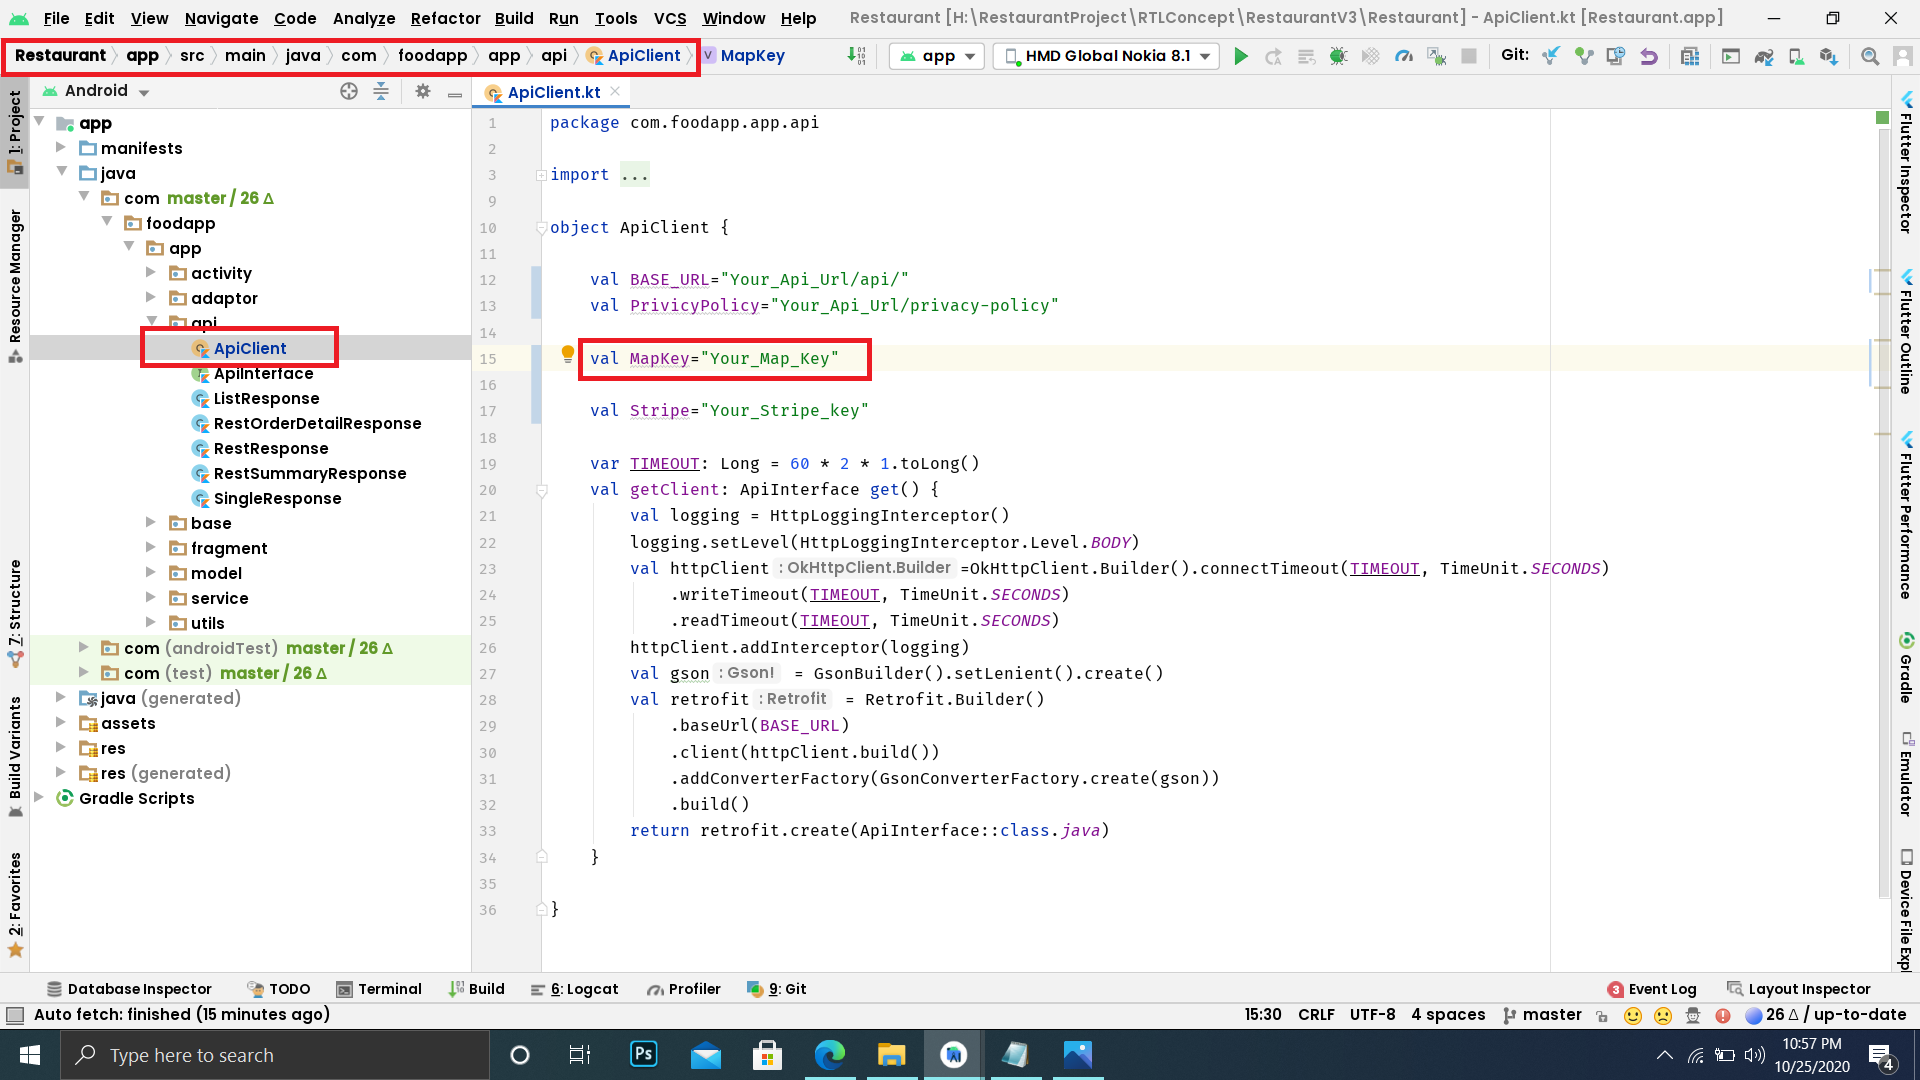 File Edit View Navigate Code Analyze Refactor Build Run Tools VCS Window Help Restaurant [H:\RestaurantProject\RTLConcept\RestaurantV3\Restaurant] - ApiClient.kt [Restaurant.app]
Restaurant app src main java com foodapp app api ApiClient V MapKey app HMD Global Nokia 8.1 Git:
Android
ApiClient.kt
1: Project
Resource Manager
7: Structure
Build Variants
2: Favorites
app
manifests
java
com master / 26 Δ
foodapp
app
activity
adaptor
api
ApiClient
ApiInterface
ListResponse
RestOrderDetailResponse
RestResponse
RestSummaryResponse
SingleResponse
base
fragment
model
service
utils
com (androidTest) master / 26 Δ
com (test) master / 26 Δ
java (generated)
assets
res
res (generated)
Gradle Scripts
1 package com.foodapp.app.api
2
3 import ...
9
10 object ApiClient {
11
12 val BASE_URL="Your_Api_Url/api/"
13 val PrivicyPolicy="Your_Api_Url/privacy-policy"
14
15 val MapKey="Your_Map_Key"
16
17 val Stripe="Your_Stripe_key"
18
19 var TIMEOUT: Long = 60 * 2 * 1.toLong()
20 val getClient: ApiInterface get() {
21 val logging = HttpLoggingInterceptor()
22 logging.setLevel(HttpLoggingInterceptor.Level.BODY)
23 val httpClient : OkHttpClient.Builder =OkHttpClient.Builder().connectTimeout(TIMEOUT, TimeUnit.SECONDS)
24 .writeTimeout(TIMEOUT, TimeUnit.SECONDS)
25 .readTimeout(TIMEOUT, TimeUnit.SECONDS)
26 httpClient.addInterceptor(logging)
27 val gson : Gson! = GsonBuilder().setLenient().create()
28 val retrofit : Retrofit = Retrofit.Builder()
29 .baseUrl(BASE_URL)
30 .client(httpClient.build())
31 .addConverterFactory(GsonConverterFactory.create(gson))
32 .build()
33 return retrofit.create(ApiInterface::class.java)
34 }
35
36 }
Flutter Inspector
Flutter Outline
Flutter Performance
Gradle
Emulator
Device File Expl
Database Inspector TODO Terminal Build 6: Logcat Profiler 9: Git 3 Event Log Layout Inspector
Auto fetch: finished (15 minutes ago) 15:30 CRLF UTF-8 4 spaces master 26 Δ / up-to-date
Type here to search Ps 10:57 PM
10/25/2020 4